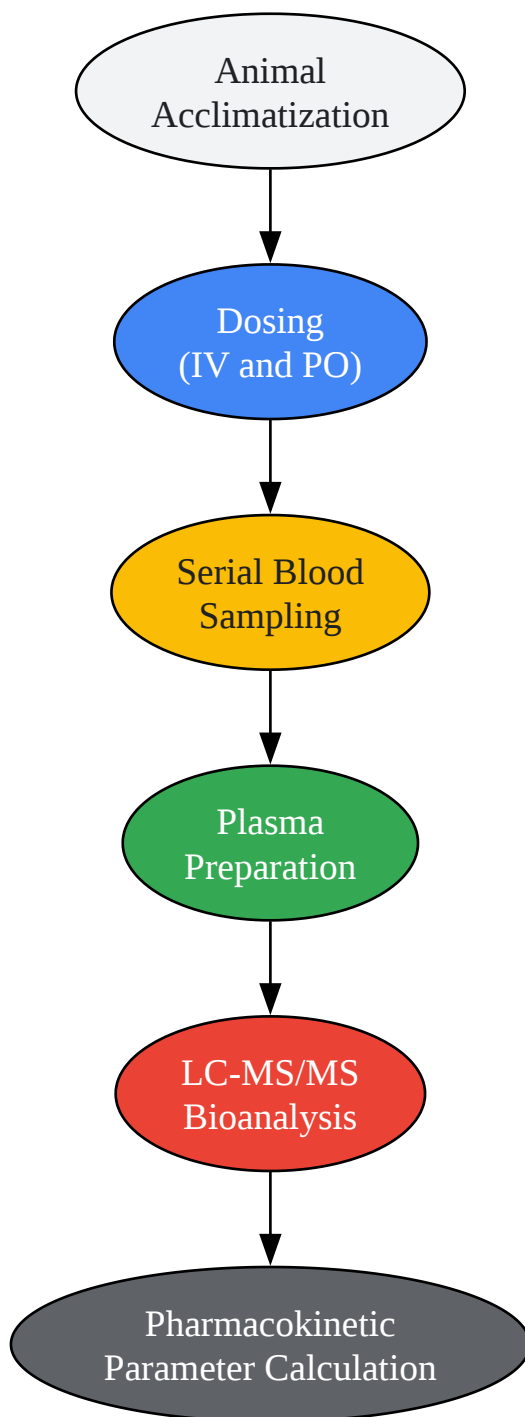 Animal
Acclimatization
Dosing
(IV and PO)
Serial Blood
Sampling
Plasma
Preparation
LC-MS/MS
Bioanalysis
Pharmacokinetic
Parameter Calculation